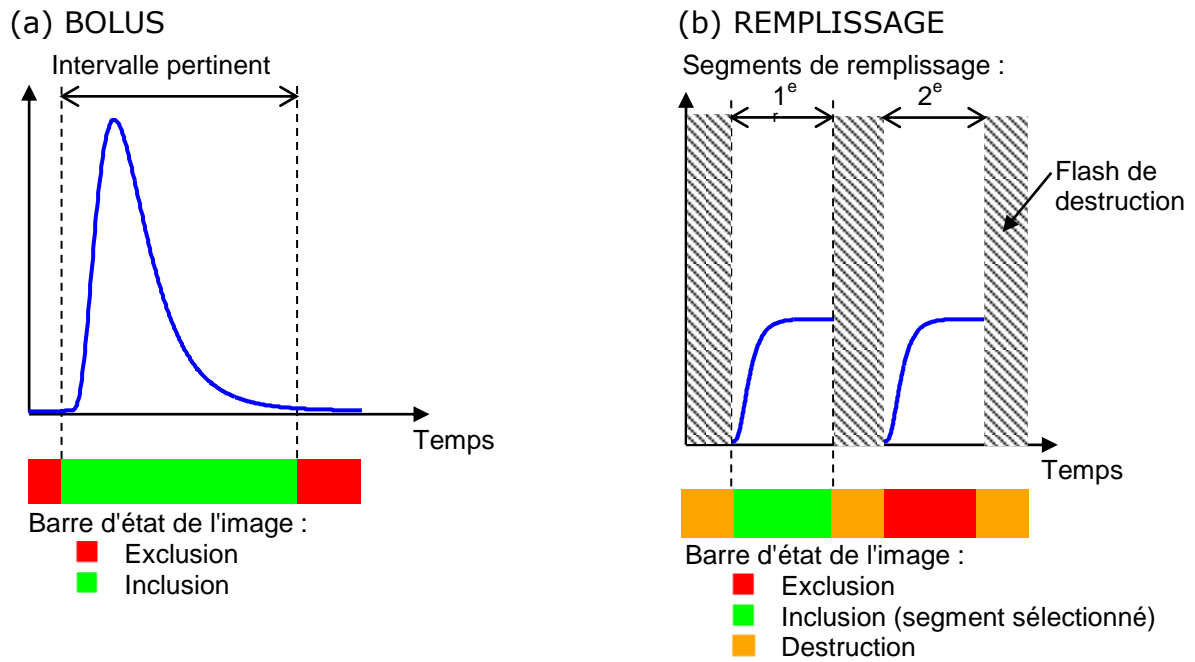 (a) BOLUS
Intervalle pertinent
Temps
Barre d'état de l'image :
Exclusion
Inclusion
(b) REMPLISSAGE
Segments de remplissage :
1er
2e
Flash de
destruction
Temps
Barre d'état de l'image :
Exclusion
Inclusion (segment sélectionné)
Destruction